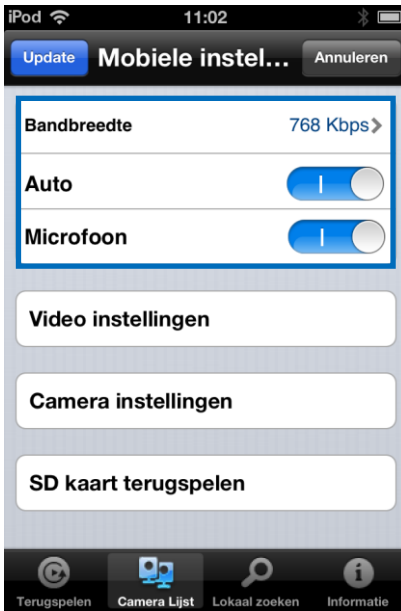 iPod 11:02
Update Mobiele instel... Annuleren
Bandbreedte 768 Kbps
Auto
Microfoon
Video instellingen
Camera instellingen
SD kaart terugspelen
Terugspelen Camera Lijst Lokaal zoeken Informatie